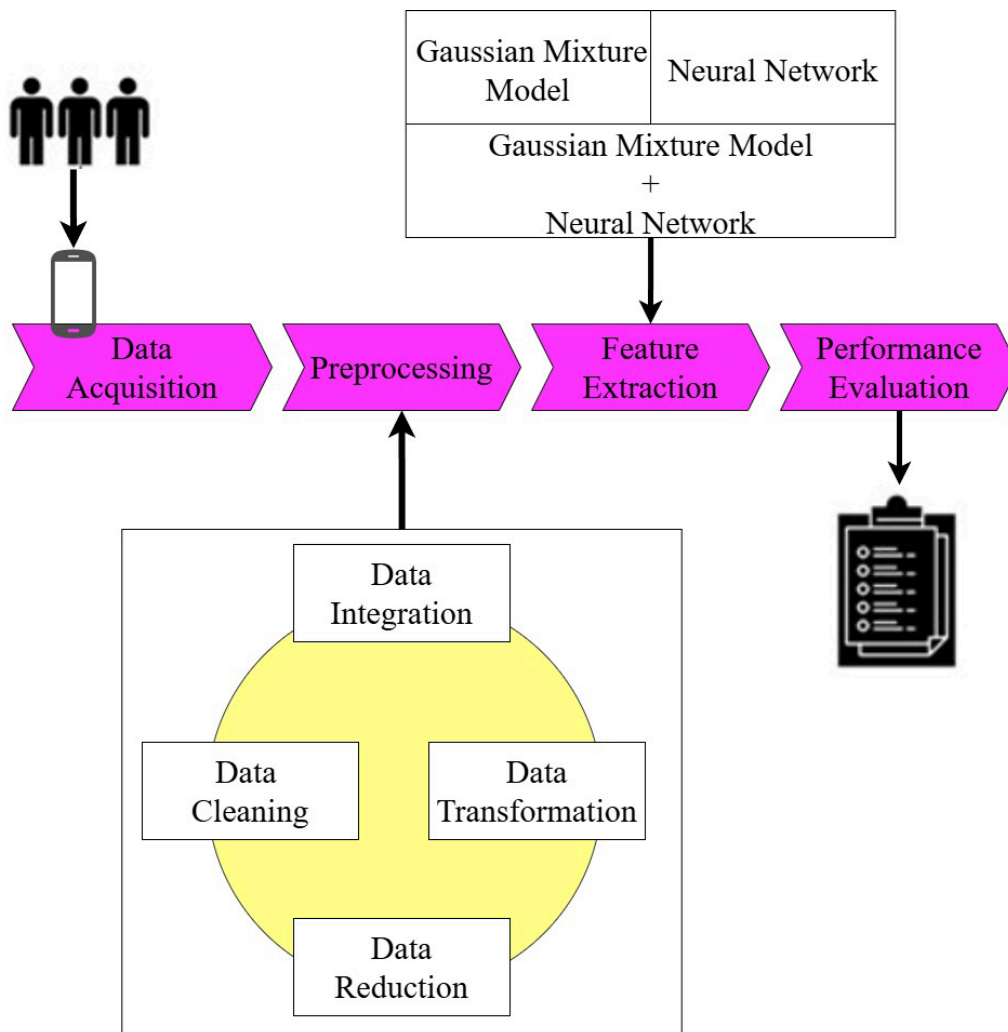 Gaussian Mixture
Model
Neural Network
Gaussian Mixture Model
+
Neural Network
Data
Acquisition
Preprocessing
Feature
Extraction
Performance
Evaluation
Data
Integration
Data
Cleaning
Data
Transformation
Data
Reduction